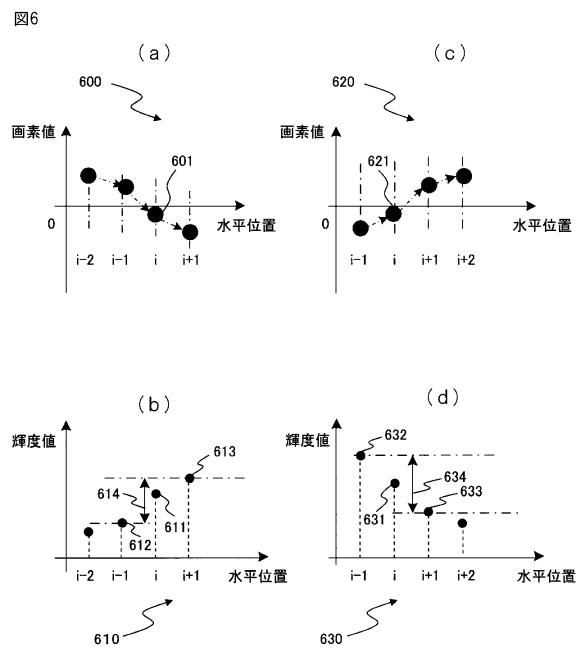 図6
(a)
(c)
600
620
画素値
画素値
601
621
0
水平位置
0
水平位置
i-2 i-1 i i+1
i-1 i i+1 i+2
(b)
(d)
輝度値
輝度値
613
632
614
634
611
631
633
612
i-2 i-1 i i+1 水平位置
i-1 i i+1 i+2 水平位置
610
630